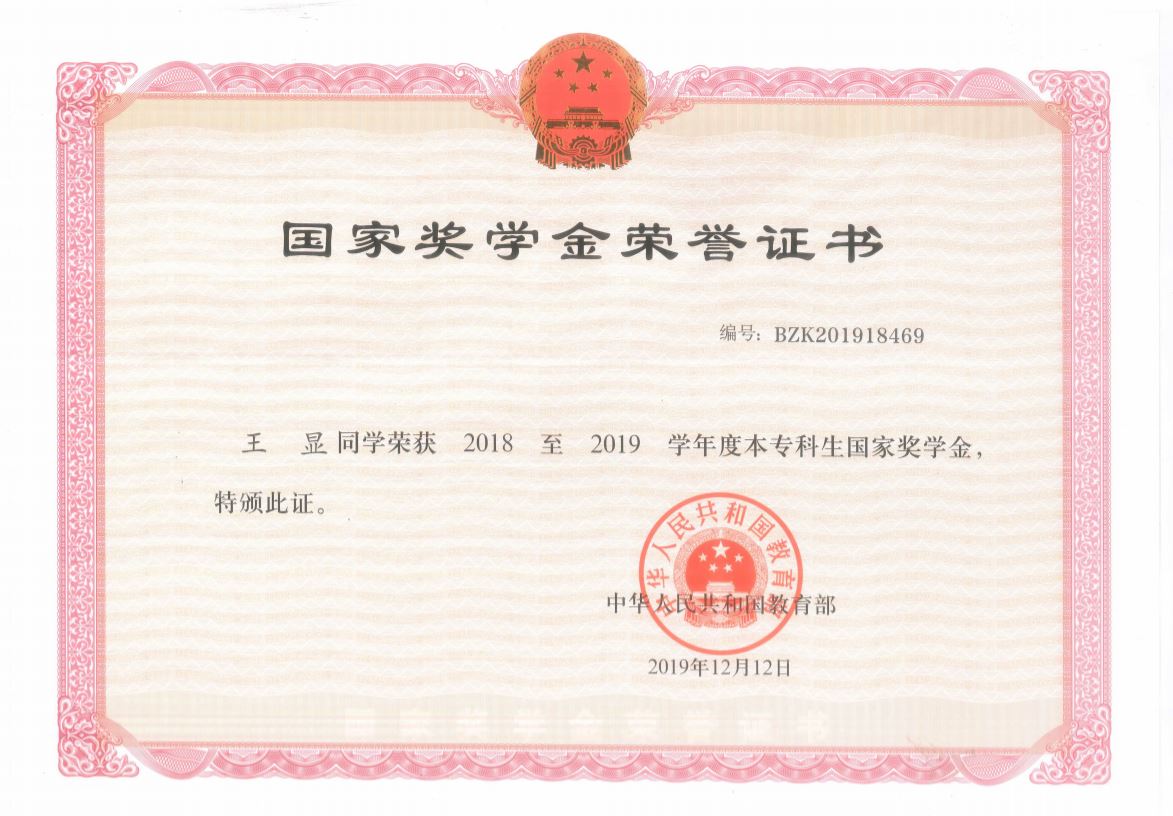 国家奖学金荣誉证书
编号：BZK201918469
王 显 同学荣获 2018 至 2019 学年度本专科生国家奖学金，
特颁此证。
中华人民共和国教育部
中华人民共和国教育部
2019年12月12日
国家奖学金荣誉证书